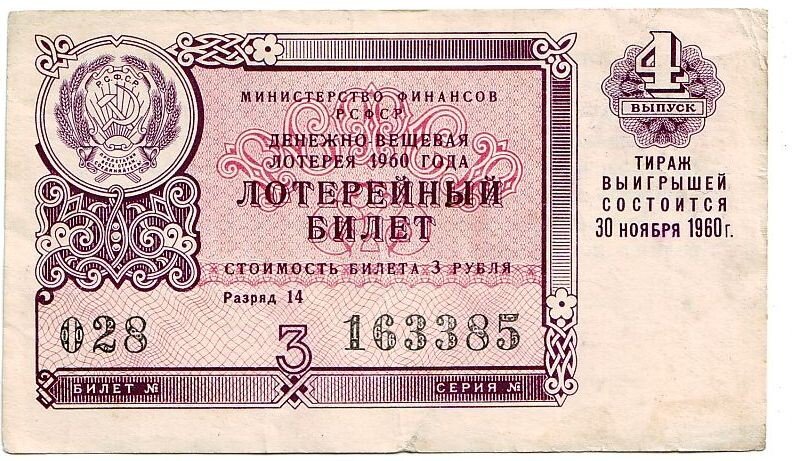 РСФСР
МИНИСТЕРСТВО ФИНАНСОВ
РСФСР
ДЕНЕЖНО-ВЕЩЕВАЯ
ЛОТЕРЕЯ 1960 ГОДА
ЛОТЕРЕЙНЫЙ
БИЛЕТ
СТОИМОСТЬ БИЛЕТА 3 РУБЛЯ
Разряд 14
028 163385
3
БИЛЕТ № СЕРИЯ №
4
ВЫПУСК
ТИРАЖ
ВЫИГРЫШЕЙ
СОСТОИТСЯ
30 НОЯБРЯ 1960 г.